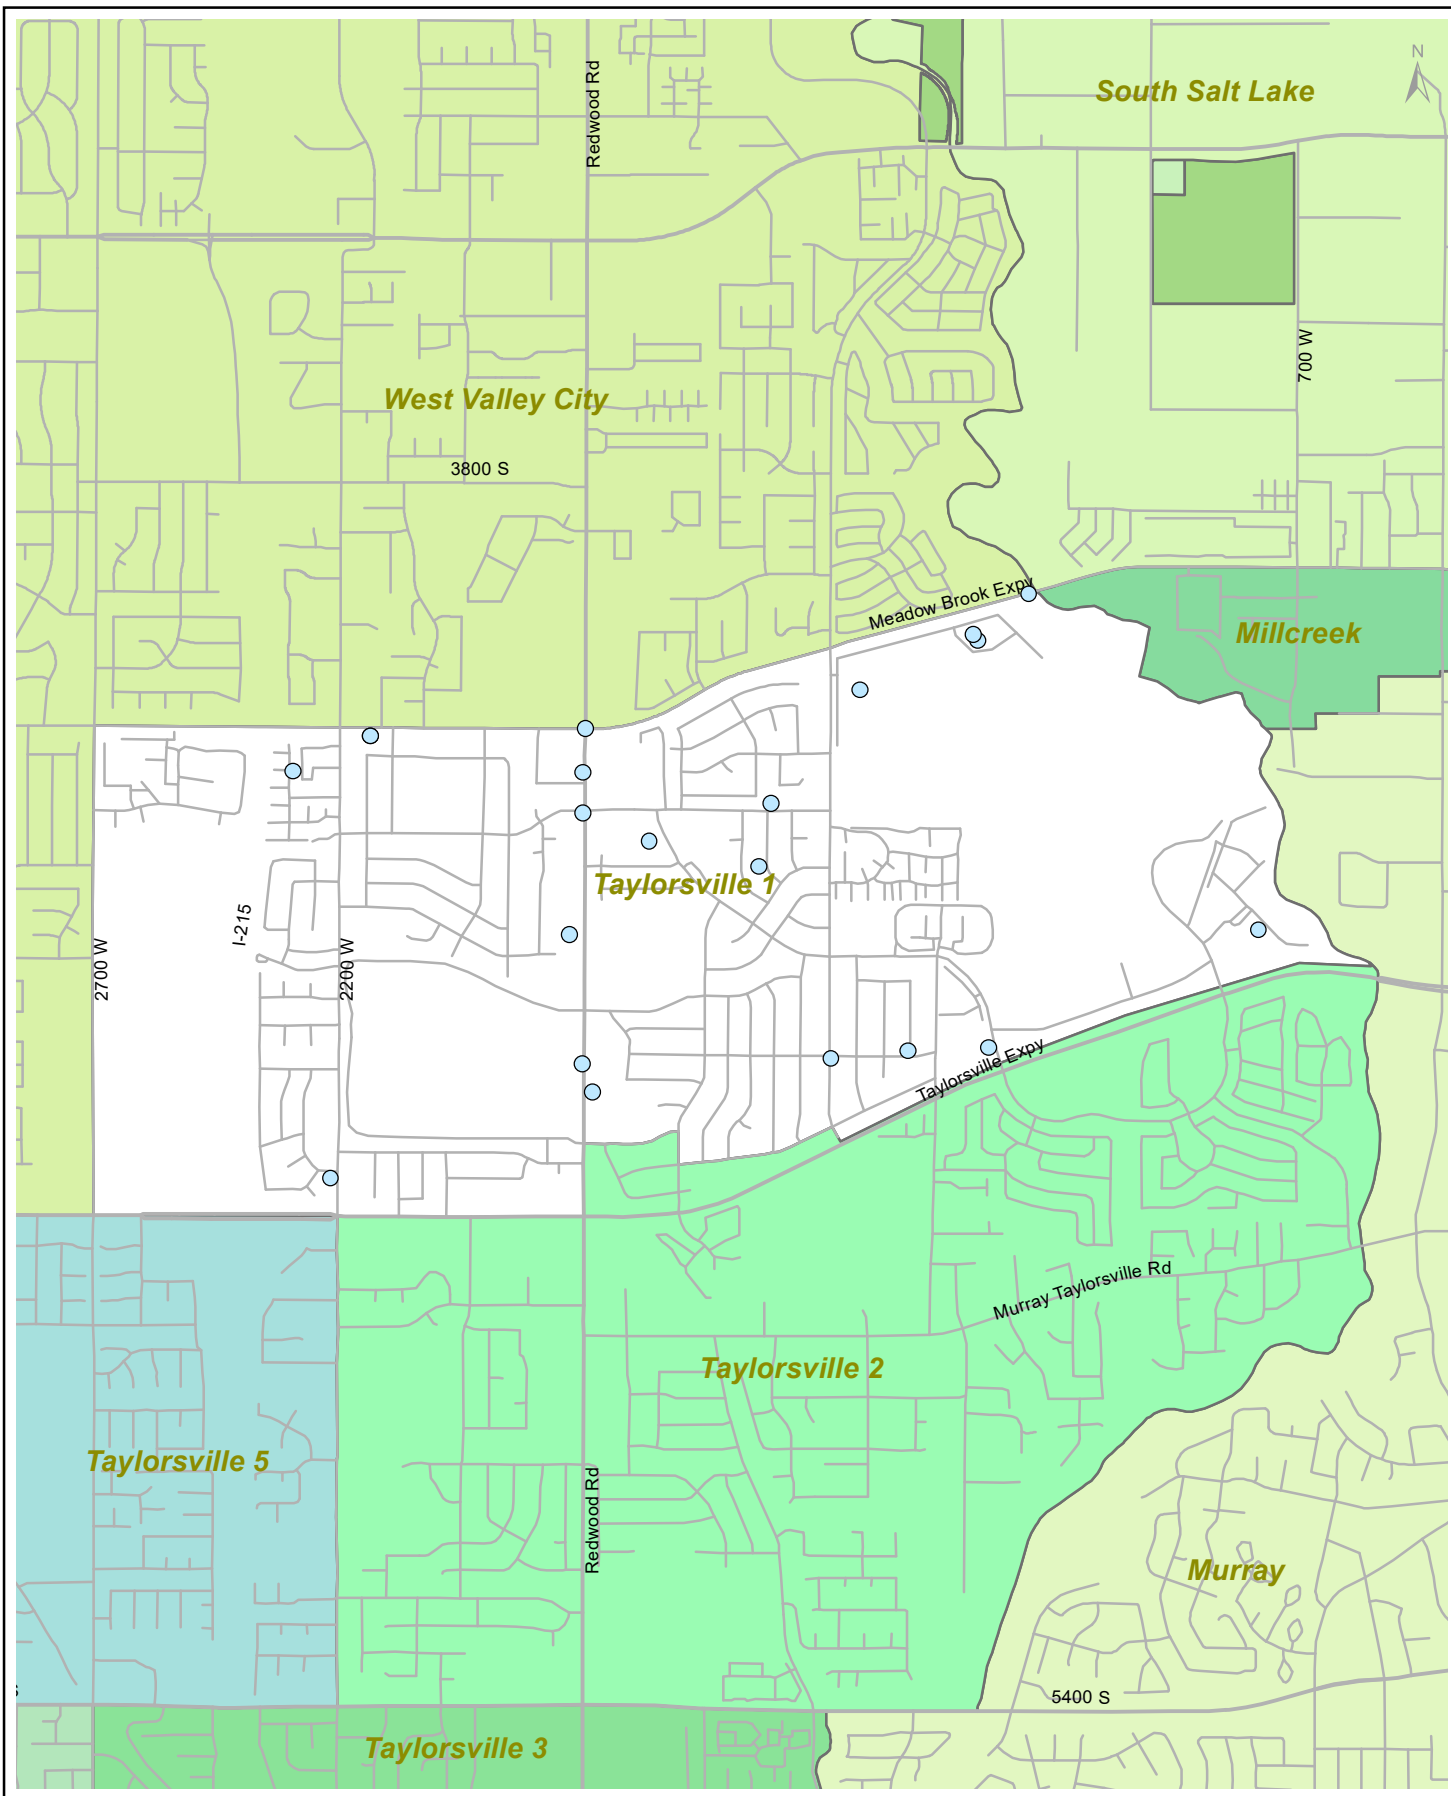 N
South Salt Lake
Redwood Rd
700 W
West Valley City
3800 S
Meadow Brook Expy
Millcreek
Taylorsville 1
I-215
2700 W
2200 W
Taylorsville Expy
Murray Taylorsville Rd
Taylorsville 2
Taylorsville 5
Redwood Rd
Murray
5400 S
Taylorsville 3